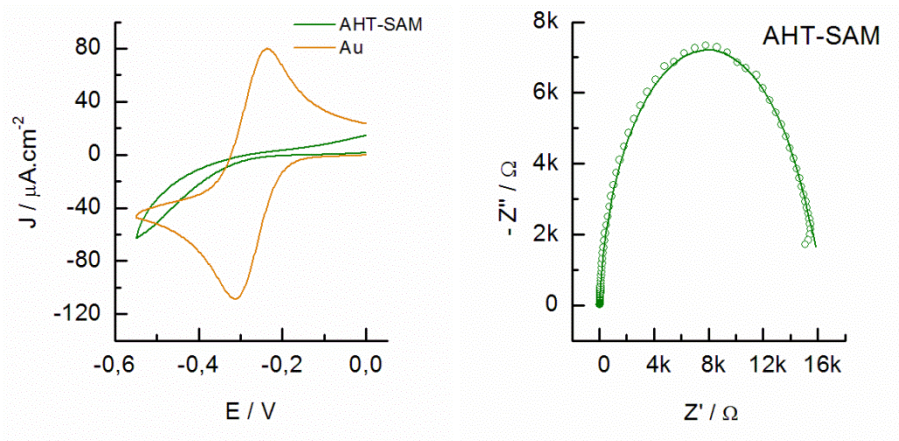 AHT-SAM
Au
80
40
0
-40
-80
-120
J / μA.cm-2
-0,6
-0,4
-0,2
0,0
E / V
AHT-SAM
8k
6k
4k
2k
0
- Z" / Ω
0
4k
8k
12k
16k
Z' / Ω